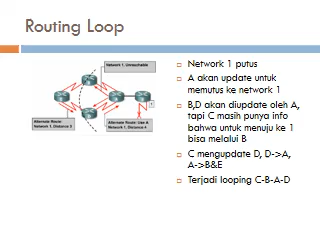 Routing Loop
Network 1, Unreachable
Alternate Route:
Network 1, Distance 3
Alternate Route: Use A
Network 1, Distance 4
1
Network 1 putus
A akan update untuk
memutus ke network 1
B,D akan diupdate oleh A,
tapi C masih punya info
bahwa untuk menuju ke 1
bisa melalui B
C mengupdate D, D->A,
A->B&E
Terjadi looping C-B-A-D